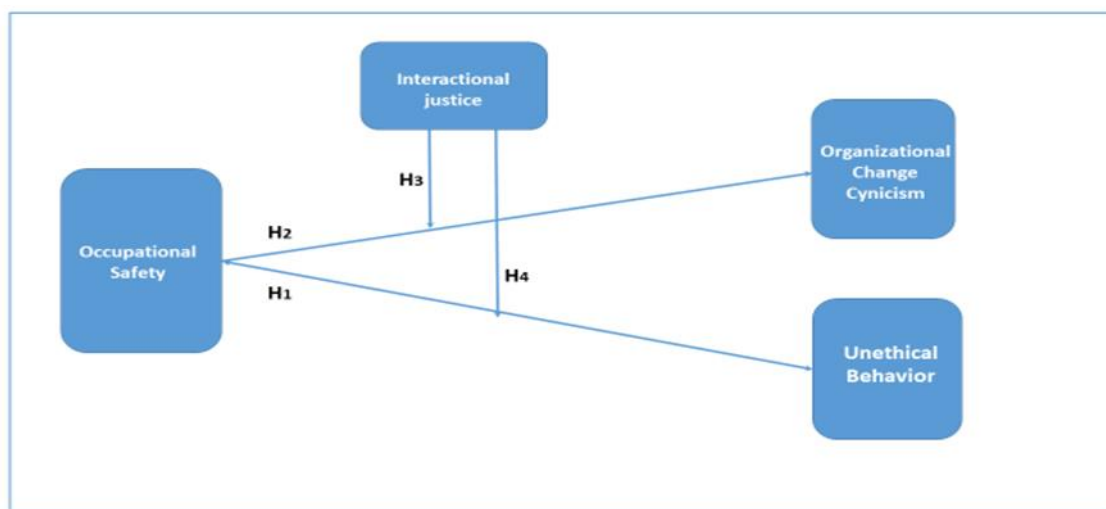 Interactional
justice
Organizational
Change
Cynicism
H3
H2
Occupational
Safety
H4
H1
Unethical
Behavior